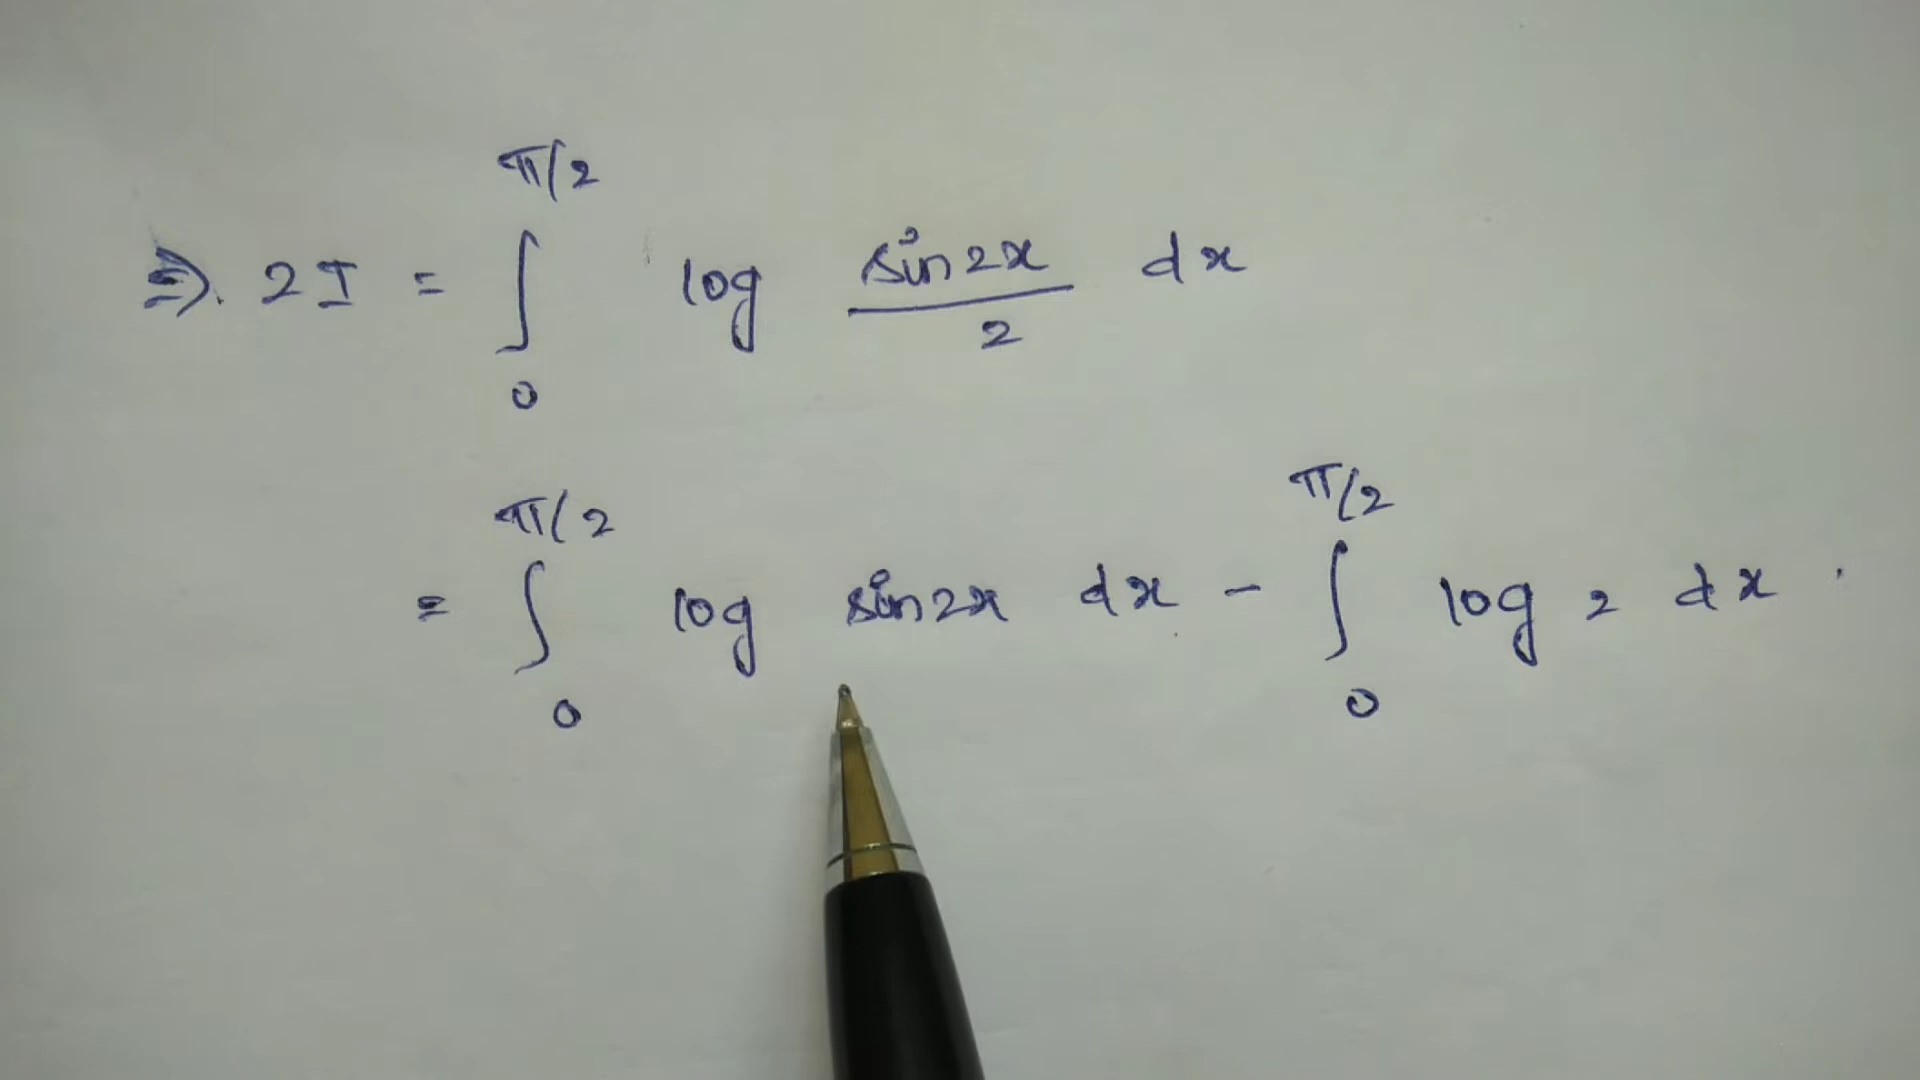 ⇒ 2I = ∫₀^{π/2} log (sin2x)/2 dx
= ∫₀^{π/2} log sin2x dx - ∫₀^{π/2} log 2 dx .